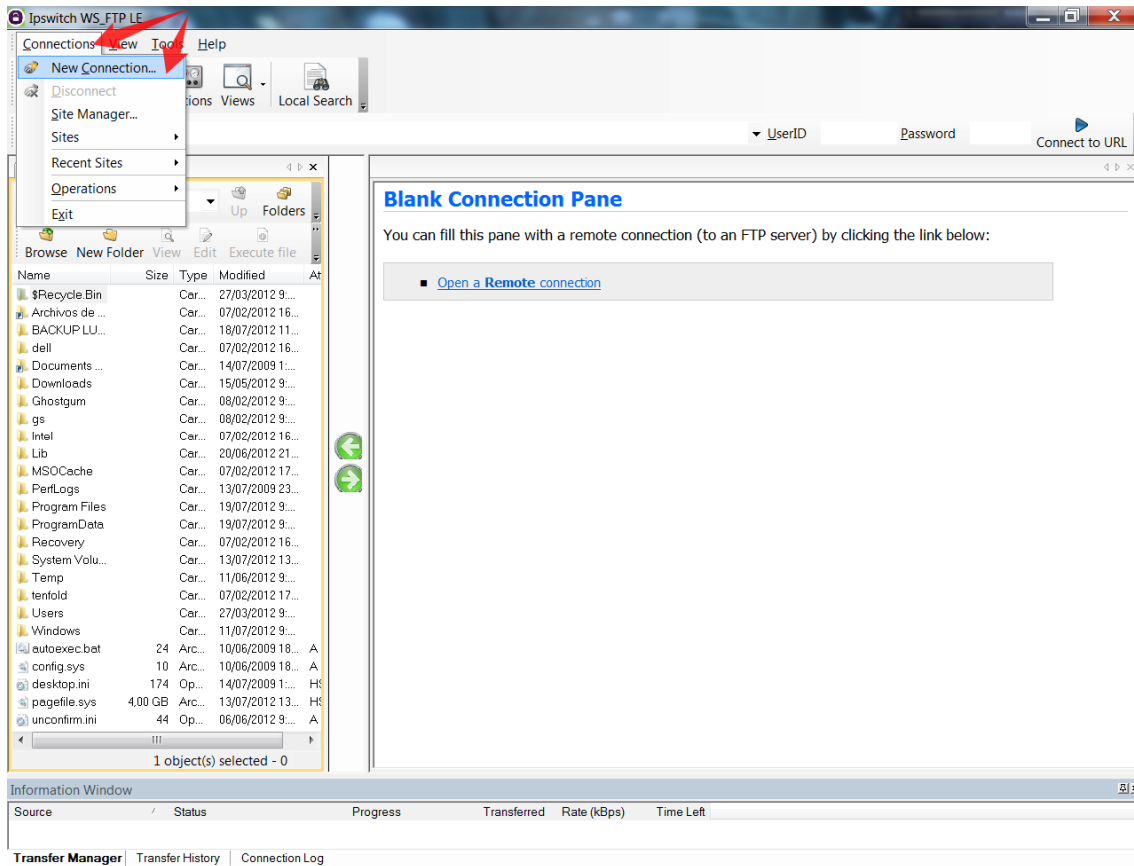 Ipswitch WS_FTP LE
Connections View Tools Help
New Connection...
Disconnect
Site Manager...
Sites
Recent Sites
Operations
Exit
tions Views Local Search
UserID Password Connect to URL
Up Folders
Browse New Folder View Edit Execute file
Name Size Type Modified At
$Recycle.Bin Car... 27/03/2012 9:...
Archivos de ... Car... 07/02/2012 16...
BACKUP LU... Car... 18/07/2012 11...
dell Car... 07/02/2012 16...
Documents ... Car... 14/07/2009 1:...
Downloads Car... 15/05/2012 9:...
Ghostgum Car... 08/02/2012 9:...
gs Car... 08/02/2012 9:...
Intel Car... 07/02/2012 16...
Lib Car... 20/06/2012 21...
MSOCache Car... 07/02/2012 17...
PerfLogs Car... 13/07/2009 23...
Program Files Car... 19/07/2012 9:...
ProgramData Car... 19/07/2012 9:...
Recovery Car... 07/02/2012 16...
System Volu... Car... 13/07/2012 13...
Temp Car... 11/06/2012 9:...
tenfold Car... 07/02/2012 17...
Users Car... 27/03/2012 9:...
Windows Car... 11/07/2012 9:...
autoexec.bat 24 Arc... 10/06/2009 18... A
config.sys 10 Arc... 10/06/2009 18... A
desktop.ini 174 Op... 14/07/2009 1:... HS
pagefile.sys 4,00 GB Arc... 13/07/2012 13... HS
unconfirm.ini 44 Op... 06/06/2012 9:... A
1 object(s) selected - 0
Blank Connection Pane
You can fill this pane with a remote connection (to an FTP server) by clicking the link below:
Open a Remote connection
Information Window
Source Status Progress Transferred Rate (kBps) Time Left
Transfer Manager Transfer History Connection Log